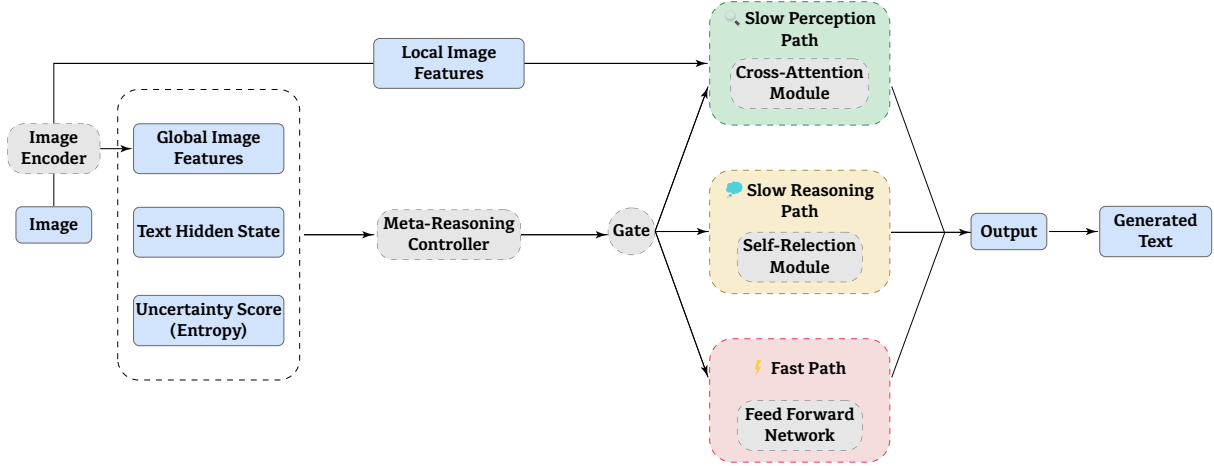 Slow Perception
Path
Cross-Attention
Module
Local Image
Features
Image
Encoder
Global Image
Features
Image
Text Hidden State
Uncertainty Score
(Entropy)
Meta-Reasoning
Controller
Gate
Slow Reasoning
Path
Self-Relection
Module
Fast Path
Feed Forward
Network
Output
Generated
Text